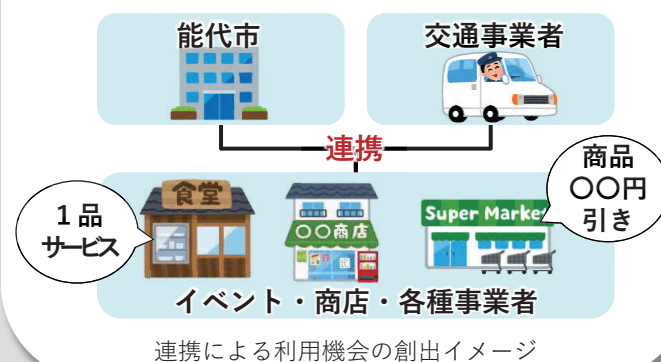 能代市
交通事業者
連携
商品
〇〇円
引き
1品
サービス
食堂
〇〇商店
Super Market
イベント・商店・各種事業者
連携による利用機会の創出イメージ